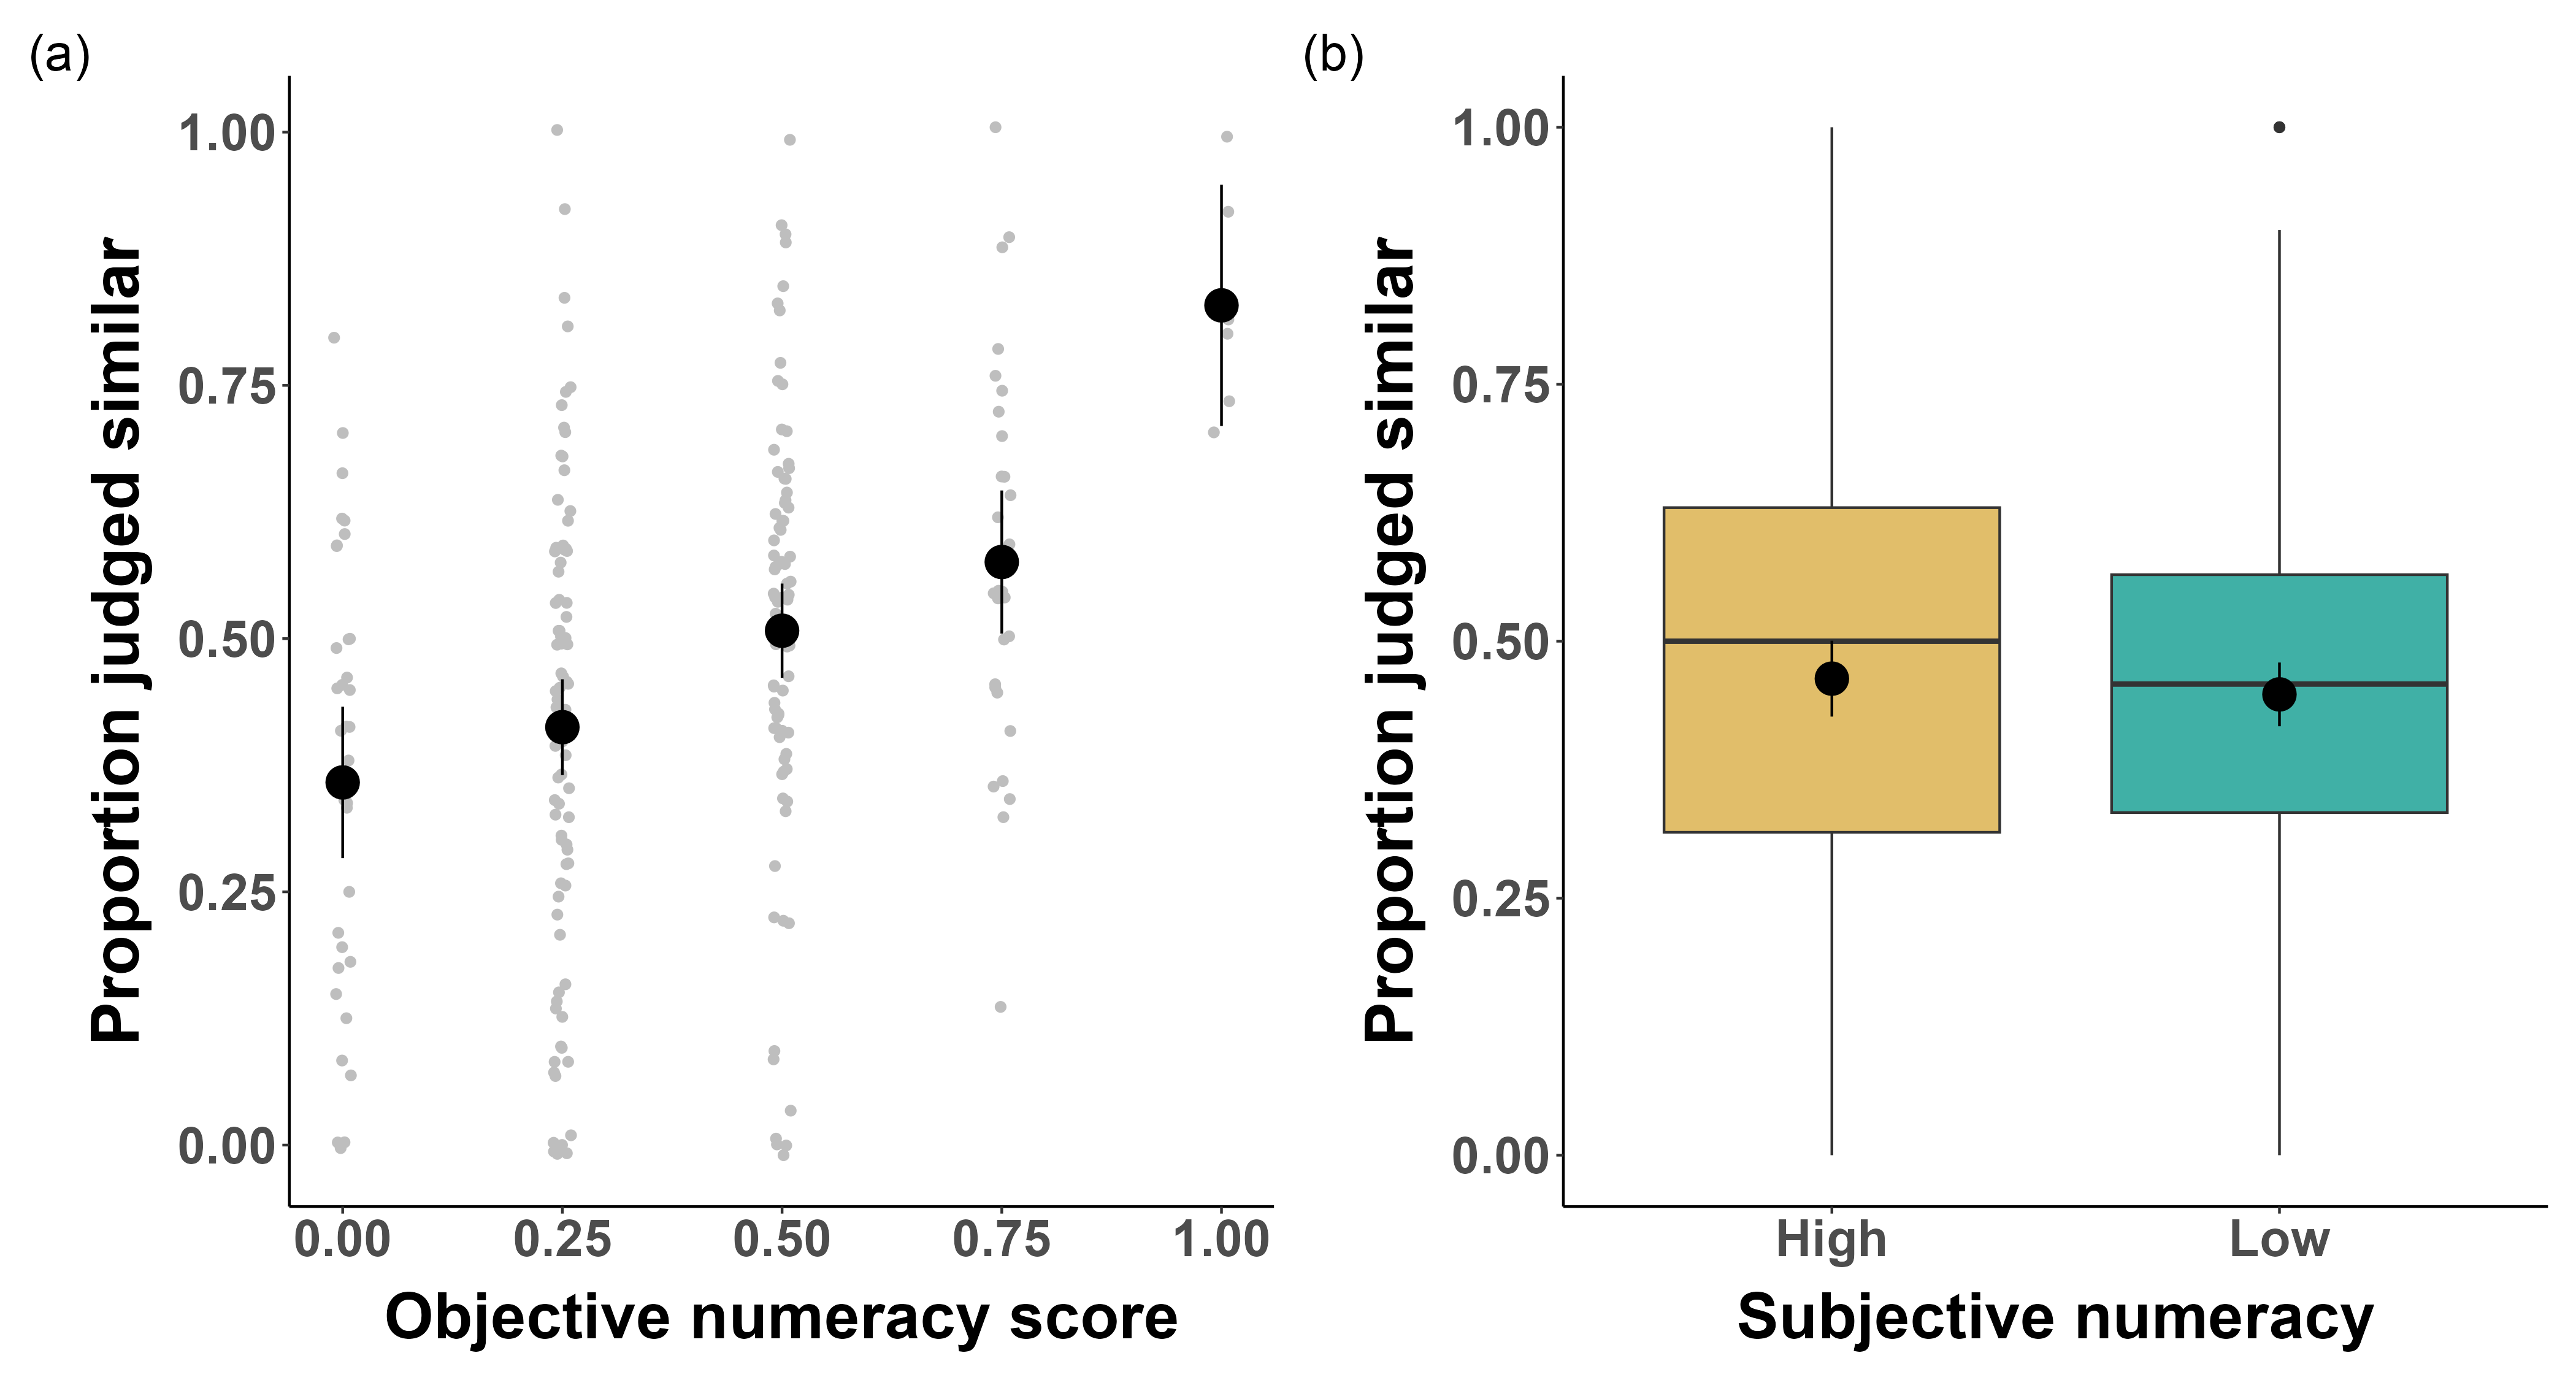 (a)
Proportion judged similar
1.00
0.75
0.50
0.25
0.00
0.00 0.25 0.50 0.75 1.00
Objective numeracy score
(b)
Proportion judged similar
1.00
0.75
0.50
0.25
0.00
High Low
Subjective numeracy